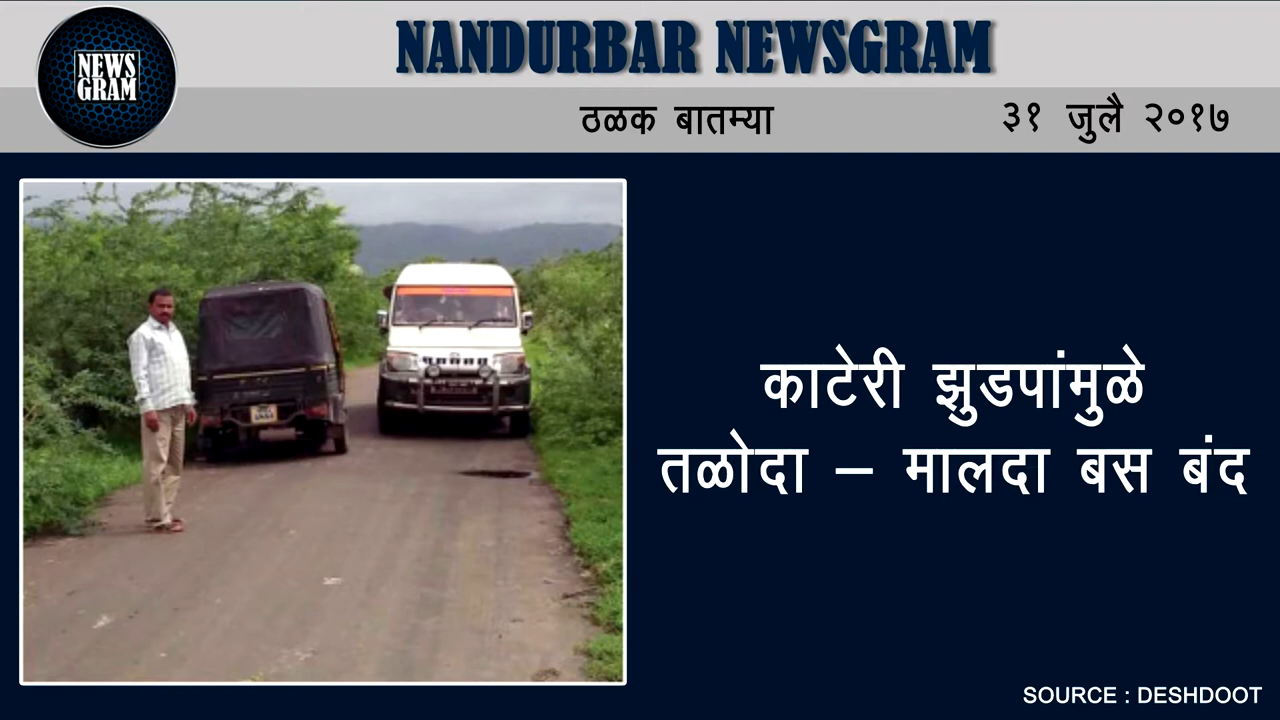 NEWS
GRAM
NANDURBAR NEWSGRAM
ठळक बातम्या
३१ जुलै २०१७
काटेरी झुडपांमुळे
तळोदा – मालदा बस बंद
SOURCE : DESHDOOT